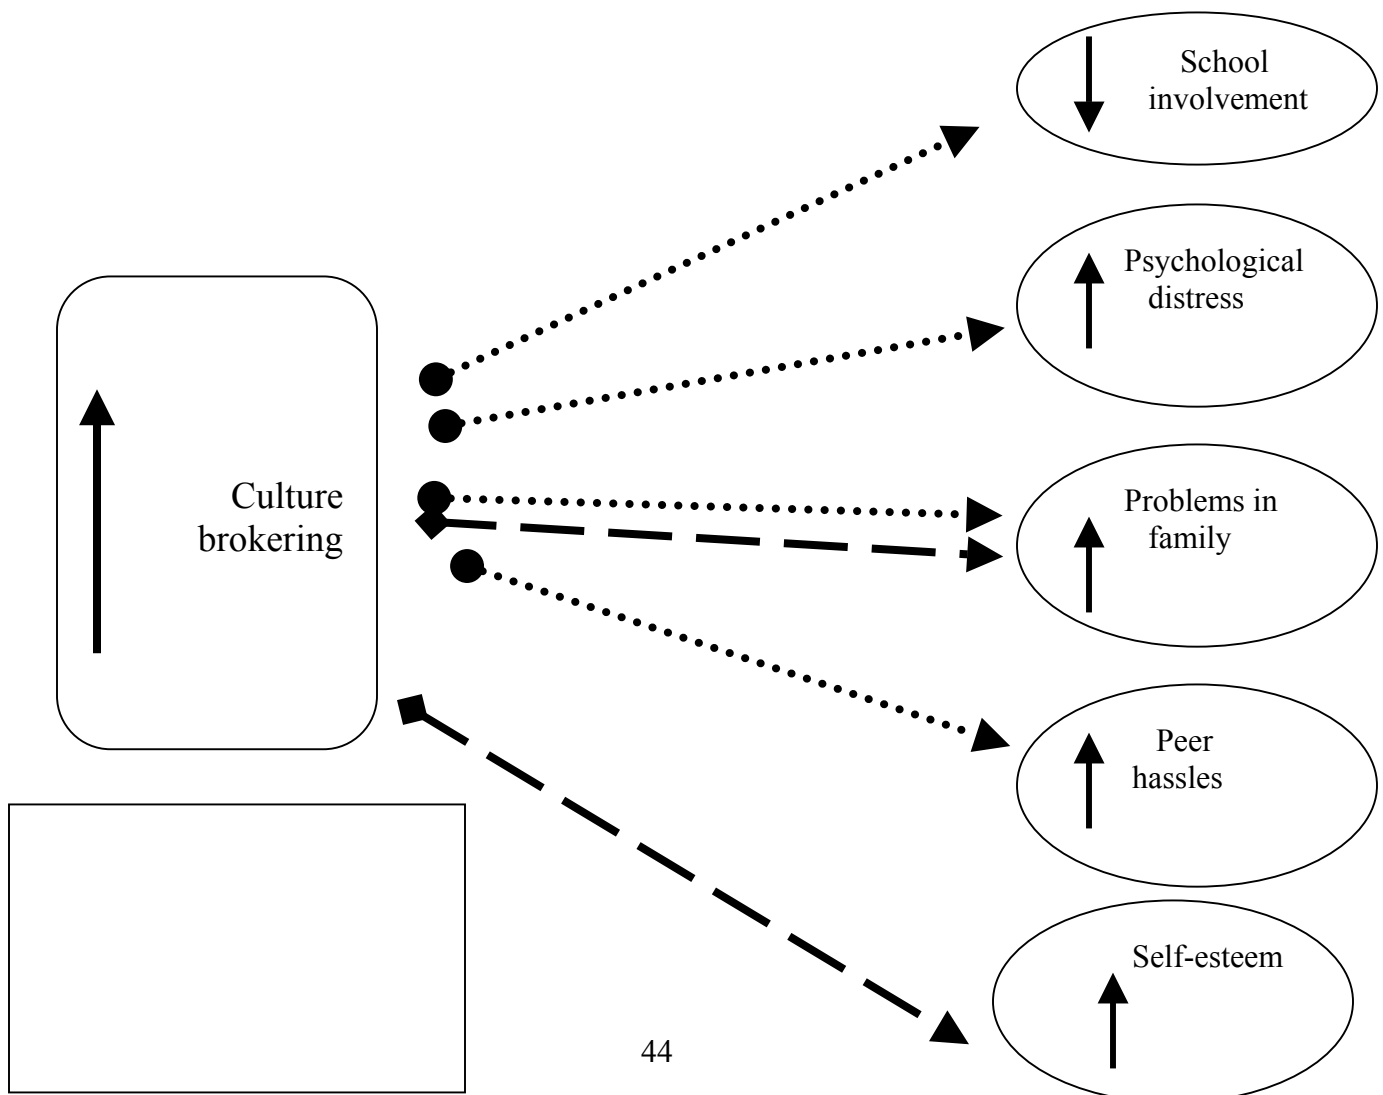 School
involvement
Psychological
distress
Culture
brokering
Problems in
family
Peer
hassles
Self-esteem
44